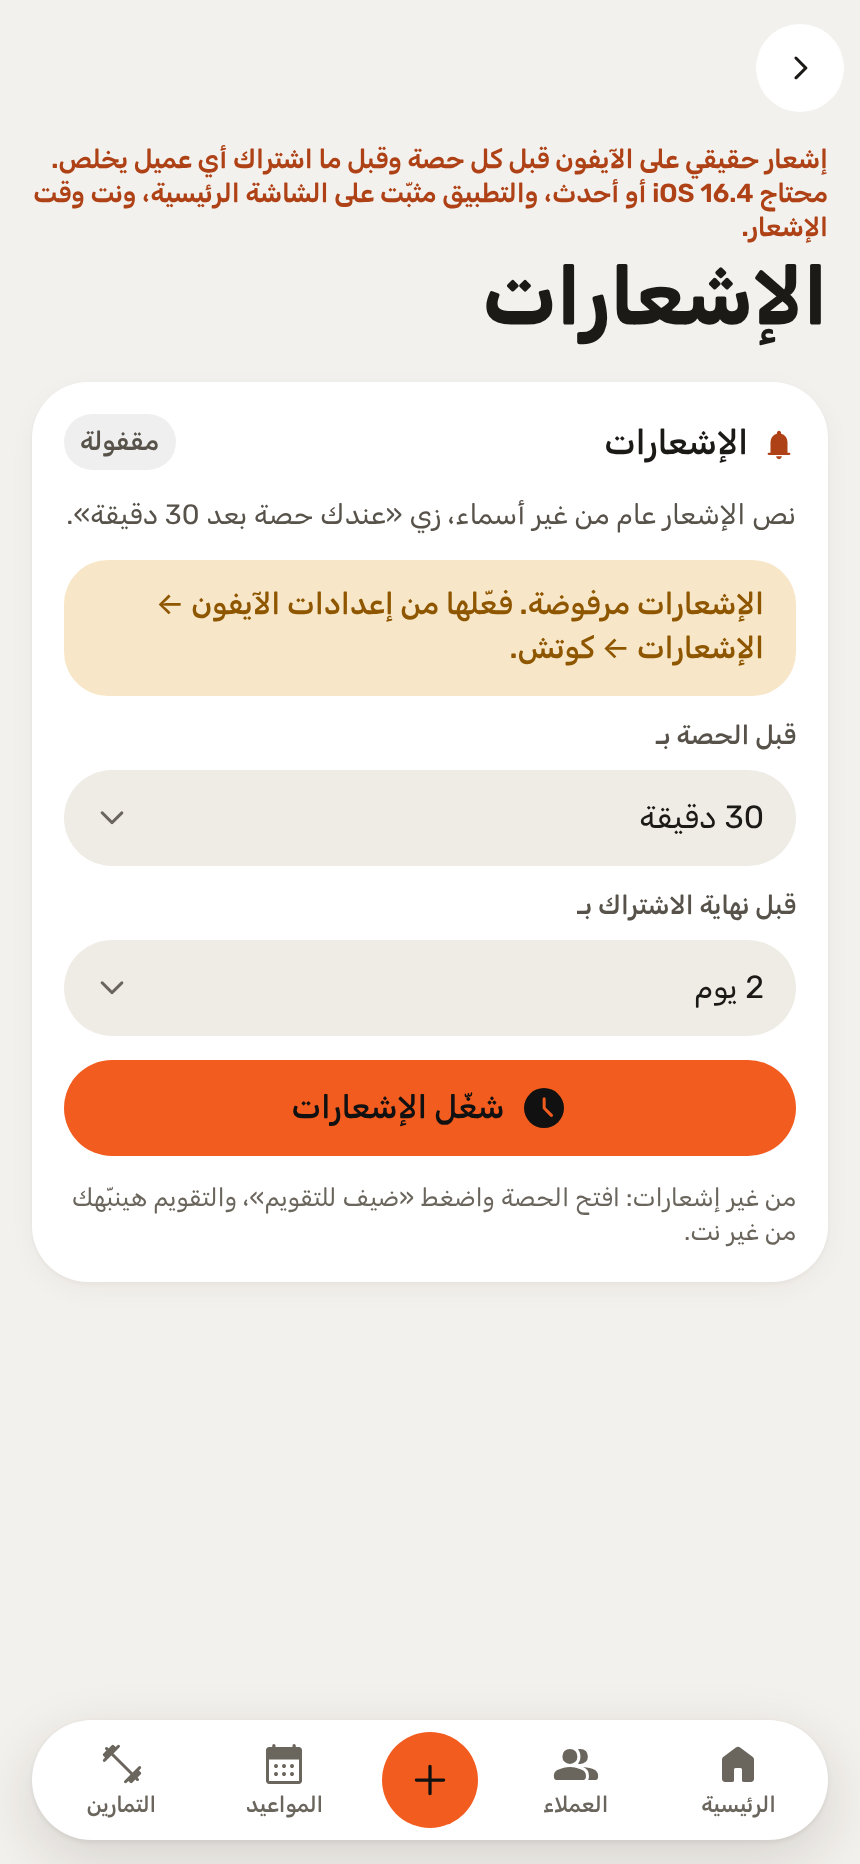 إشعار حقيقي على الآيفون قبل كل حصة وقبل ما اشتراك أي عميل يخلص.
محتاج iOS 16.4 أو أحدث، والتطبيق مثبّت على الشاشة الرئيسية، ونت وقت
الإشعار.
الإشعارات
الإشعارات
مقفولة
نص الإشعار عام من غير أسماء، زي «عندك حصة بعد 30 دقيقة».
الإشعارات مرفوضة. فعّلها من إعدادات الآيفون ←
الإشعارات ← كوتش.
قبل الحصة بـ
30 دقيقة
قبل نهاية الاشتراك بـ
2 يوم
شغّل الإشعارات
من غير إشعارات: افتح الحصة واضغط «ضيف للتقويم»، والتقويم هينبّهك
من غير نت.
الرئيسية
العملاء
المواعيد
التمارين